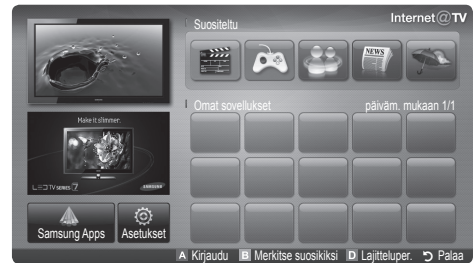 Internet@TV
Suositeltu
NEWS
Omat sovellukset päiväm. mukaan 1/1
Make it slimmer.
LED TV SERIES 7 SAMSUNG
Samsung Apps Asetukset
A Kirjaudu B Merkitse suosikiksi D Lajitteluper. Palaa